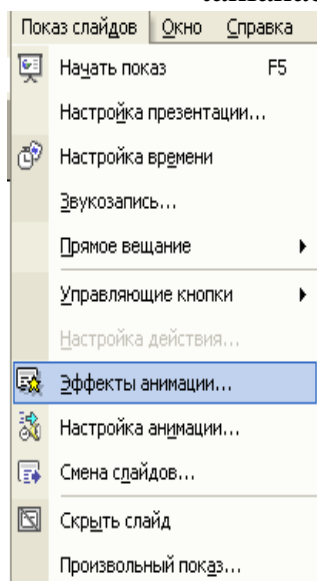 Показ слайдов Окно Справка
Начать показ F5
Настройка презентации...
Настройка времени
Звукозапись...
Прямое вещание
Управляющие кнопки
Настройка действия...
Эффекты анимации...
Настройка анимации...
Смена слайдов...
Скрыть слайд
Произвольный показ...